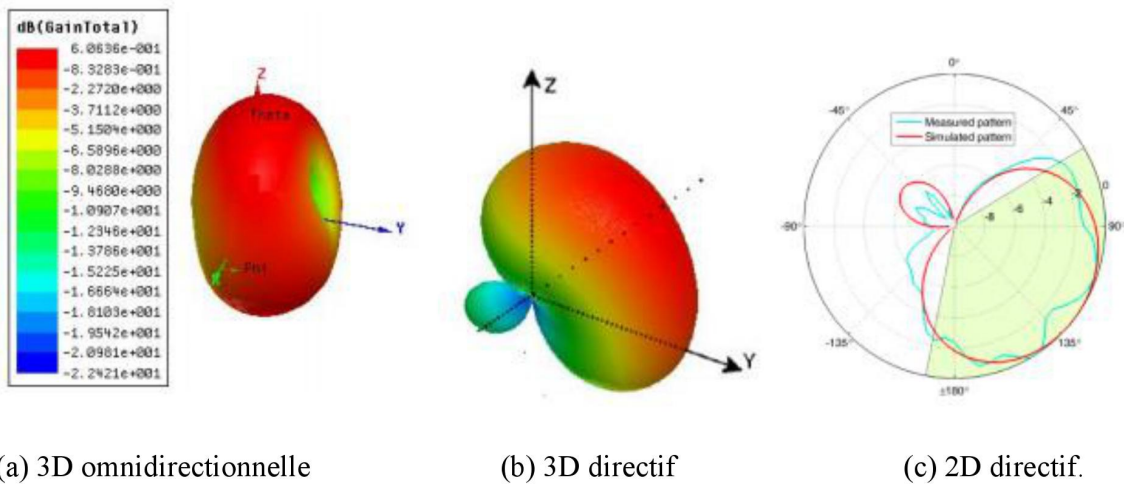 dB(GainTotal)
6.0636e-001
-8.3283e-001
-2.2720e+000
-3.7112e+000
-5.1504e+000
-6.5896e+000
-8.0288e+000
-9.4680e+000
-1.0907e+001
-1.2346e+001
-1.3786e+001
-1.5225e+001
-1.6664e+001
-1.8103e+001
-1.9542e+001
-2.0981e+001
-2.2421e+001
Z
Theta
Y
X
Phi
Z
Y
0°
-45°
45°
Measured pattern
Simulated pattern
0
-2
-4
-6
-8
-90°
90°
-135°
135°
±180°
(a) 3D omnidirectionnelle
(b) 3D directif
(c) 2D directif.